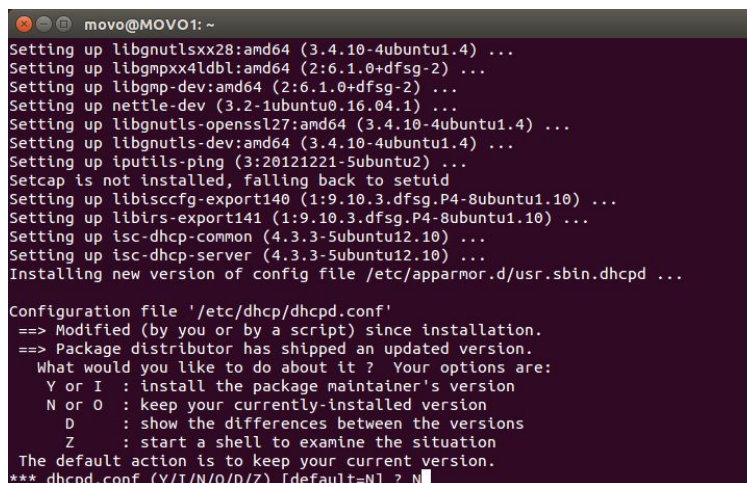 movo@MOVO1: ~
Setting up libgnutlsxx28:amd64 (3.4.10-4ubuntu1.4) ...
Setting up libgmpxx4ldbl:amd64 (2:6.1.0+dfsg-2) ...
Setting up libgmp-dev:amd64 (2:6.1.0+dfsg-2) ...
Setting up nettle-dev (3.2-1ubuntu0.16.04.1) ...
Setting up libgnutls-openssl27:amd64 (3.4.10-4ubuntu1.4) ...
Setting up libgnutls-dev:amd64 (3.4.10-4ubuntu1.4) ...
Setting up iputils-ping (3:20121221-5ubuntu2) ...
Setcap is not installed, falling back to setuid
Setting up libisccfg-export140 (1:9.10.3.dfsg.P4-8ubuntu1.10) ...
Setting up libirs-export141 (1:9.10.3.dfsg.P4-8ubuntu1.10) ...
Setting up isc-dhcp-common (4.3.3-5ubuntu12.10) ...
Setting up isc-dhcp-server (4.3.3-5ubuntu12.10) ...
Installing new version of config file /etc/apparmor.d/usr.sbin.dhcpd ...
Configuration file '/etc/dhcp/dhcpd.conf'
==> Modified (by you or by a script) since installation.
==> Package distributor has shipped an updated version.
What would you like to do about it ? Your options are:
Y or I : install the package maintainer's version
N or O : keep your currently-installed version
D : show the differences between the versions
Z : start a shell to examine the situation
The default action is to keep your current version.
*** dhcpd.conf (Y/I/N/O/D/Z) [default=N] ? N